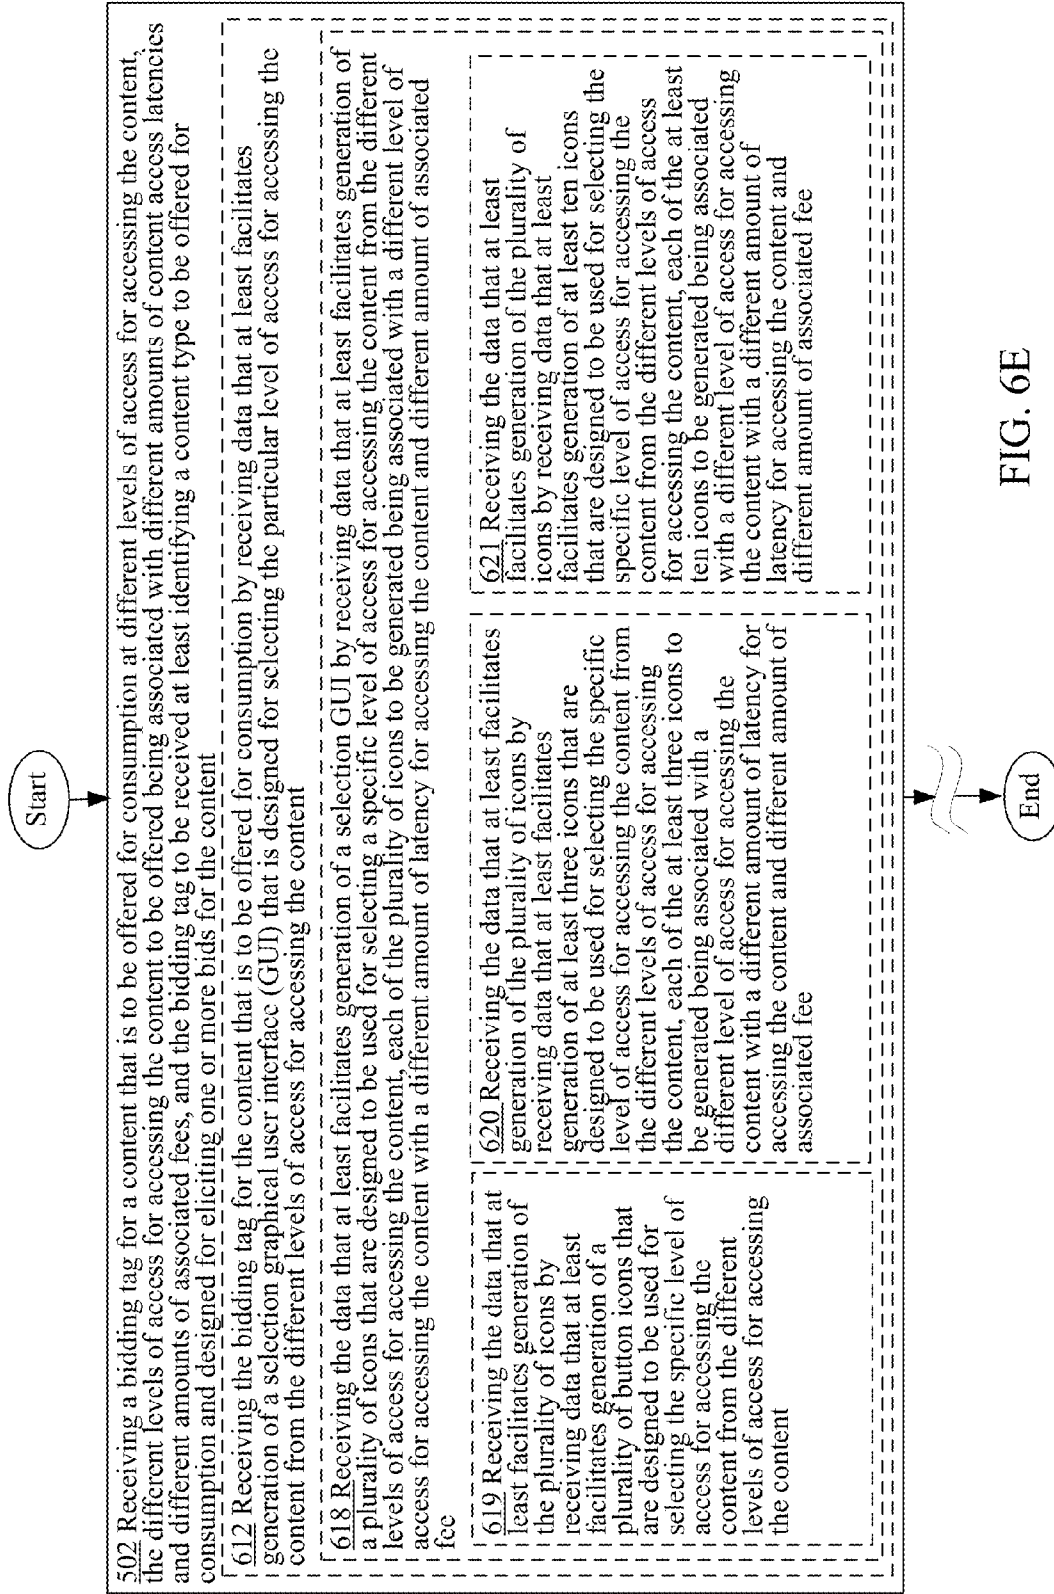 Start
502 Receiving a bidding tag for a content that is to be offered for consumption at different levels of access for accessing the content,
the different levels of access for accessing the content to be offered being associated with different amounts of content access latencies
and different amounts of associated fees, and the bidding tag to be received at least identifying a content type to be offered for
consumption and designed for eliciting one or more bids for the content
612 Receiving the bidding tag for the content that is to be offered for consumption by receiving data that at least facilitates
generation of a selection graphical user interface (GUI) that is designed for selecting the particular level of access for accessing the
content from the different levels of access for accessing the content
618 Receiving the data that at least facilitates generation of a selection GUI by receiving data that at least facilitates generation of
a plurality of icons that are designed to be used for selecting a specific level of access for accessing the content from the different
levels of access for accessing the content, each of the plurality of icons to be generated being associated with a different level of
access for accessing the content with a different amount of latency for accessing the content and different amount of associated
fee
619 Receiving the data that at
least facilitates generation of
the plurality of icons by
receiving data that at least
facilitates generation of a
plurality of button icons that
are designed to be used for
selecting the specific level of
access for accessing the
content from the different
levels of access for accessing
the content
620 Receiving the data that at least facilitates
generation of the plurality of icons by
receiving data that at least facilitates
generation of at least three icons that are
designed to be used for selecting the specific
level of access for accessing the content from
the different levels of access for accessing
the content, each of the at least three icons to
be generated being associated with a
different level of access for accessing the
content with a different amount of latency for
accessing the content and different amount of
associated fee
621 Receiving the data that at least
facilitates generation of the plurality of
icons by receiving data that at least
facilitates generation of at least ten icons
that are designed to be used for selecting the
specific level of access for accessing the
content from the different levels of access
for accessing the content, each of the at least
ten icons to be generated being associated
with a different level of access for accessing
the content with a different amount of
latency for accessing the content and
different amount of associated fee
End
FIG. 6E